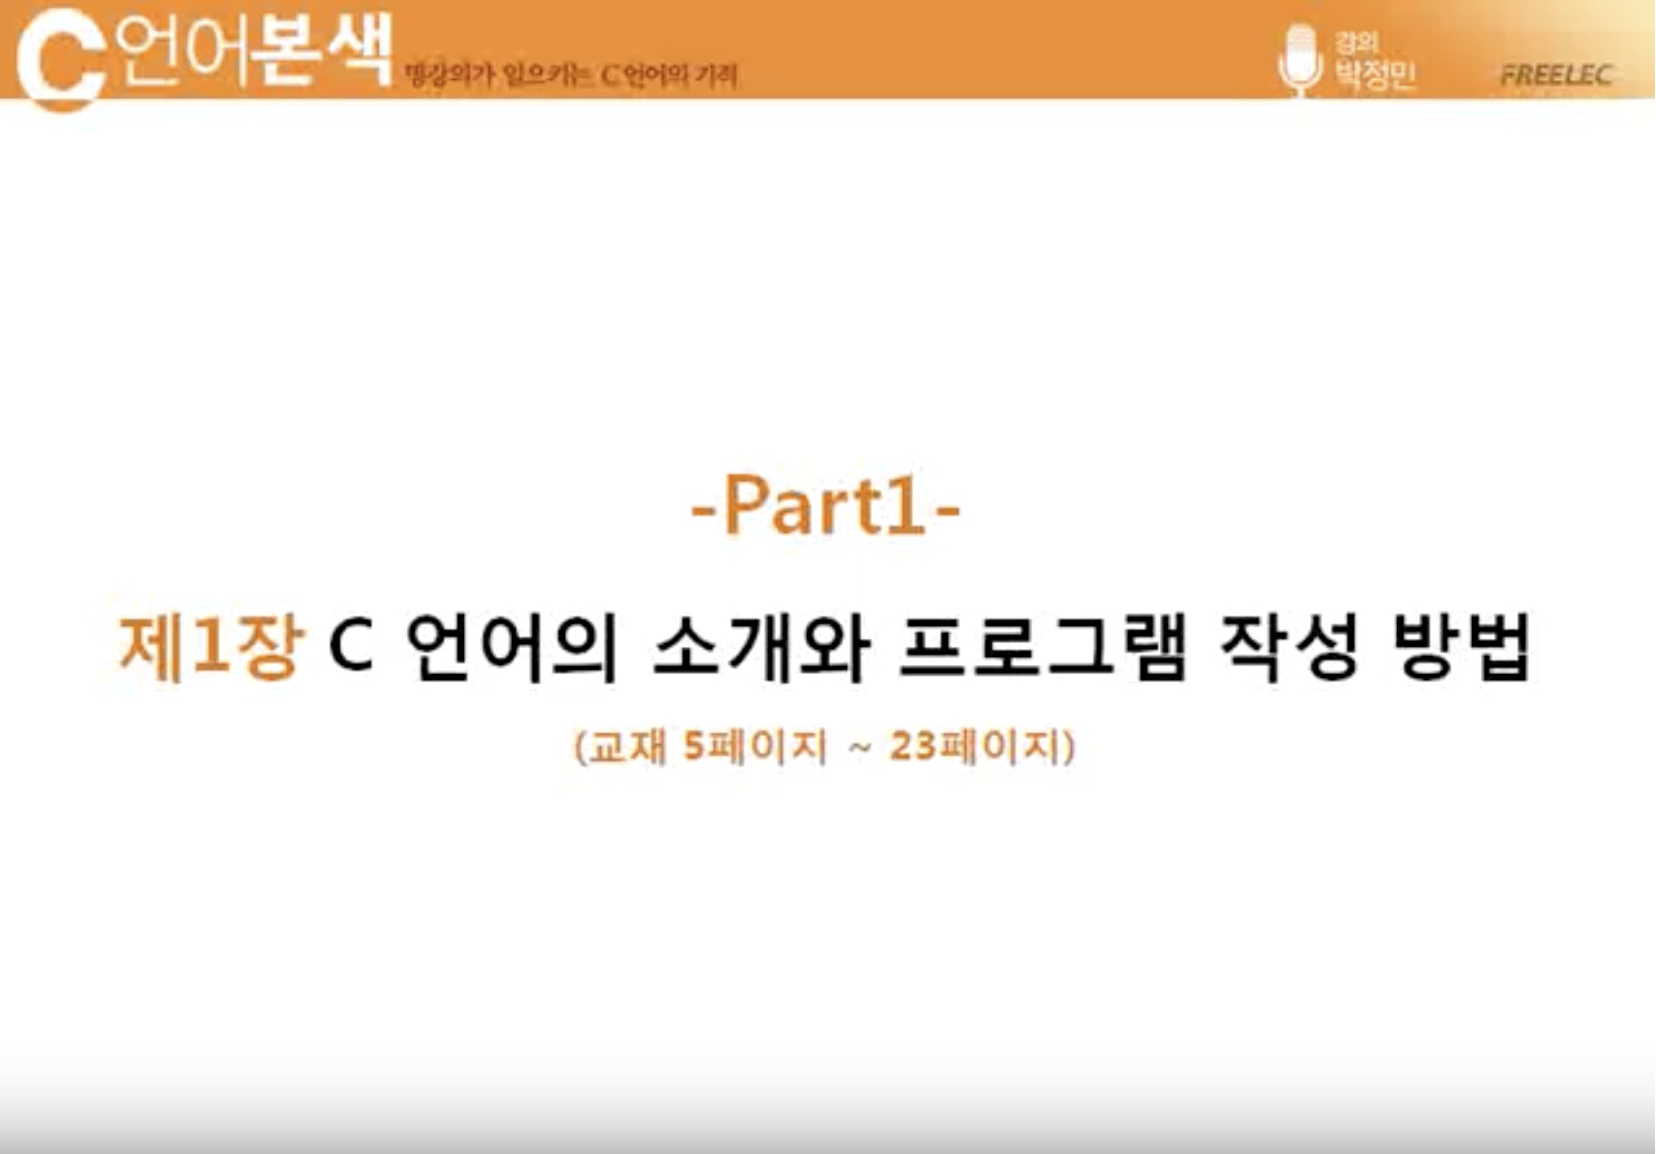 C언어본색 명강의가 일으키는 C언어의 기적
강의
박정민
FREELEC
-Part1-
제1장 C 언어의 소개와 프로그램 작성 방법
(교재 5페이지 ~ 23페이지)